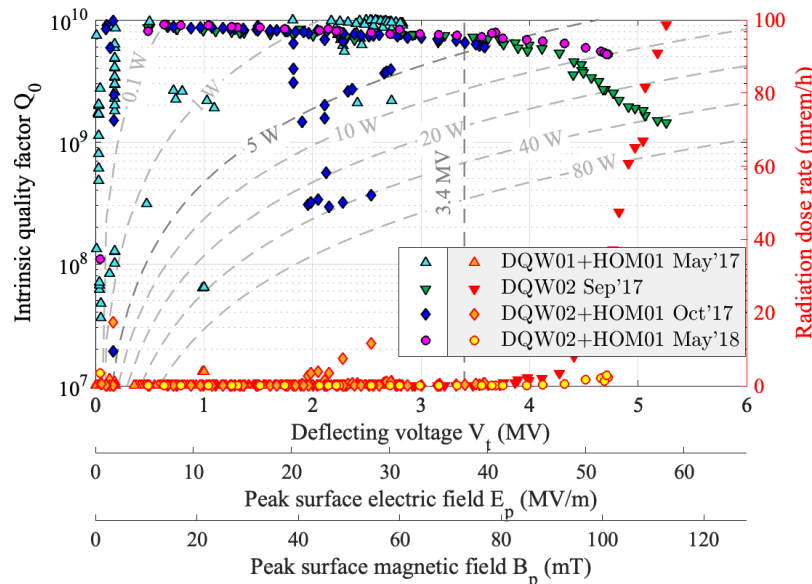 Intrinsic quality factor Q0
10^10
10^9
10^8
10^7
0.1 W
1 W
5 W
10 W
20 W
40 W
80 W
3.4 MV
DQW01+HOM01 May'17
DQW02 Sep'17
DQW02+HOM01 Oct'17
DQW02+HOM01 May'18
100
80
60
40
20
0
Radiation dose rate (mrem/h)
0 1 2 3 4 5 6
Deflecting voltage Vt (MV)
0 10 20 30 40 50 60
Peak surface electric field Ep (MV/m)
0 20 40 60 80 100 120
Peak surface magnetic field Bp (mT)